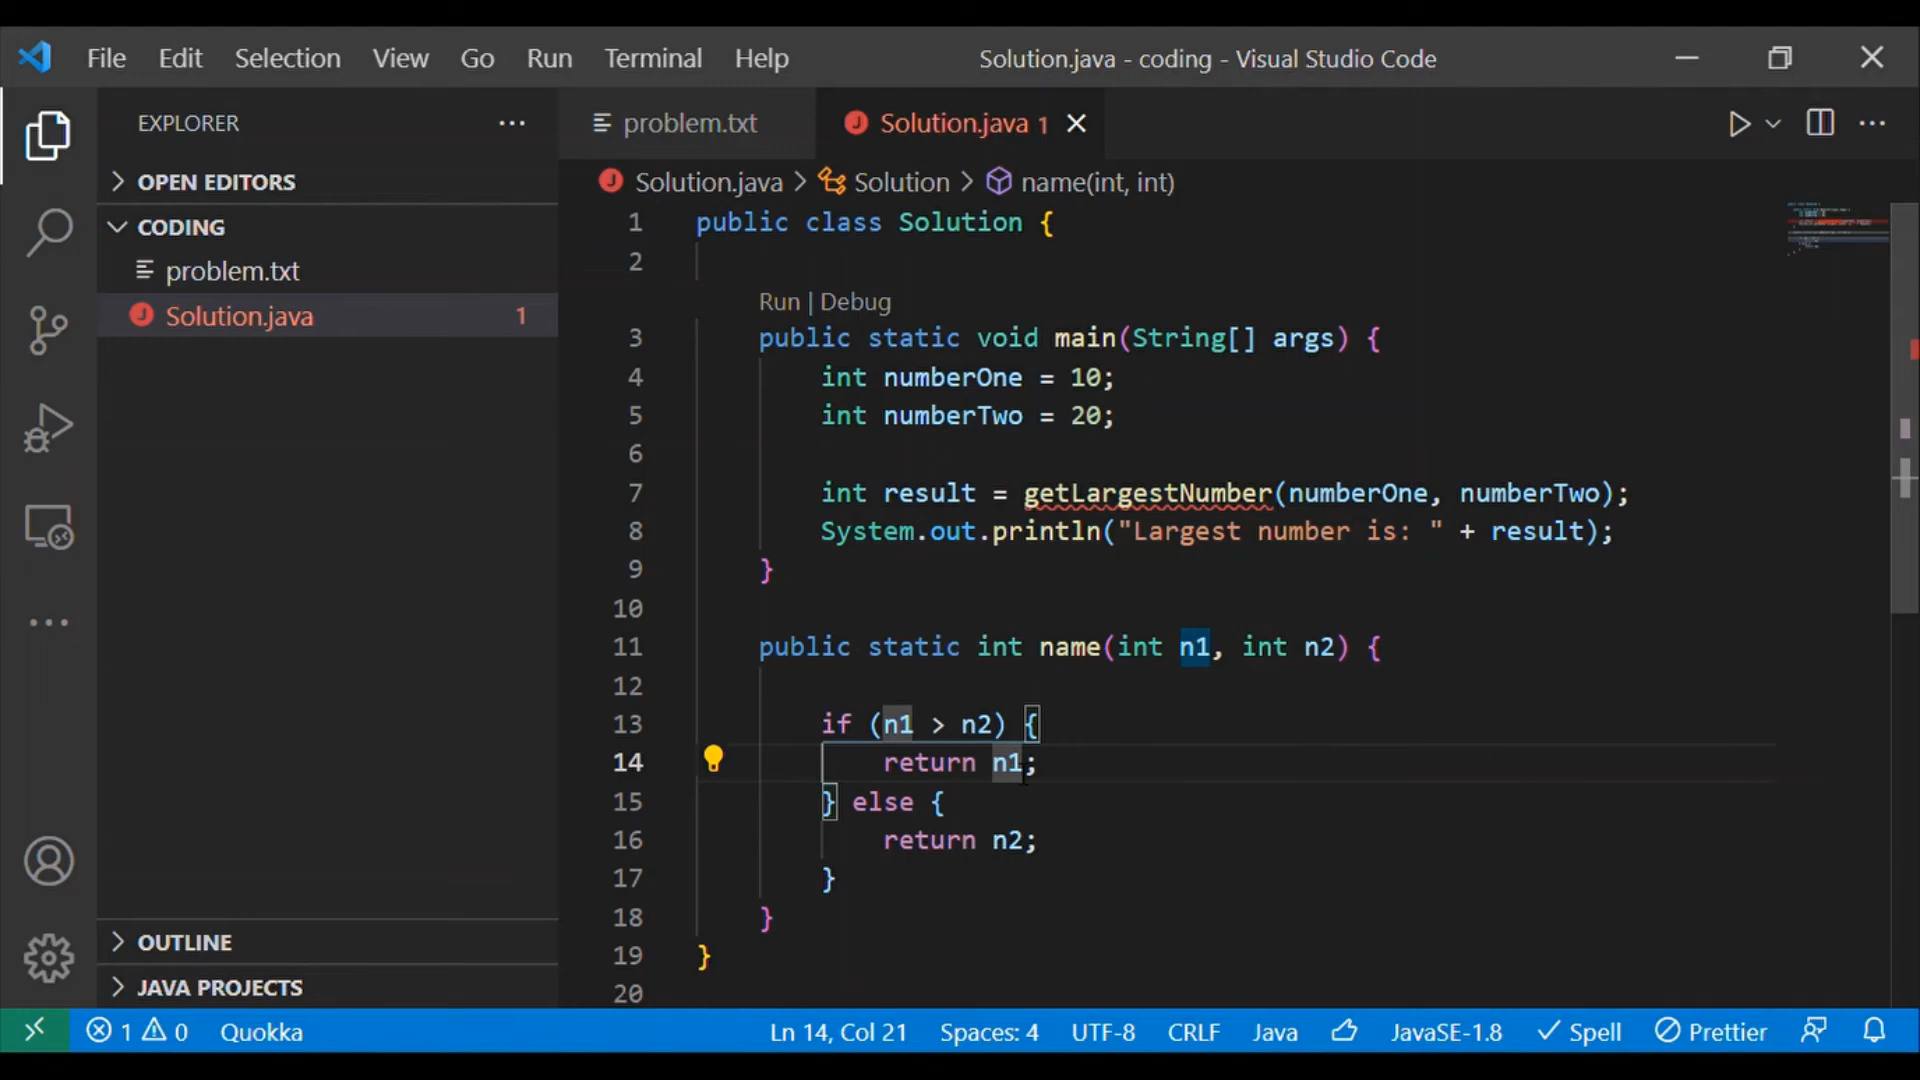 File Edit Selection View Go Run Terminal Help Solution.java - coding - Visual Studio Code
EXPLORER
OPEN EDITORS
CODING
problem.txt
Solution.java 1
OUTLINE
JAVA PROJECTS
problem.txt Solution.java 1
Solution.java > Solution > name(int, int)
1 public class Solution {
2
Run | Debug
3 public static void main(String[] args) {
4 int numberOne = 10;
5 int numberTwo = 20;
6
7 int result = getLargestNumber(numberOne, numberTwo);
8 System.out.println("Largest number is: " + result);
9 }
10
11 public static int name(int n1, int n2) {
12
13 if (n1 > n2) {
14 return n1;
15 } else {
16 return n2;
17 }
18 }
19 }
20
1 0 Quokka Ln 14, Col 21 Spaces: 4 UTF-8 CRLF Java JavaSE-1.8 Spell Prettier